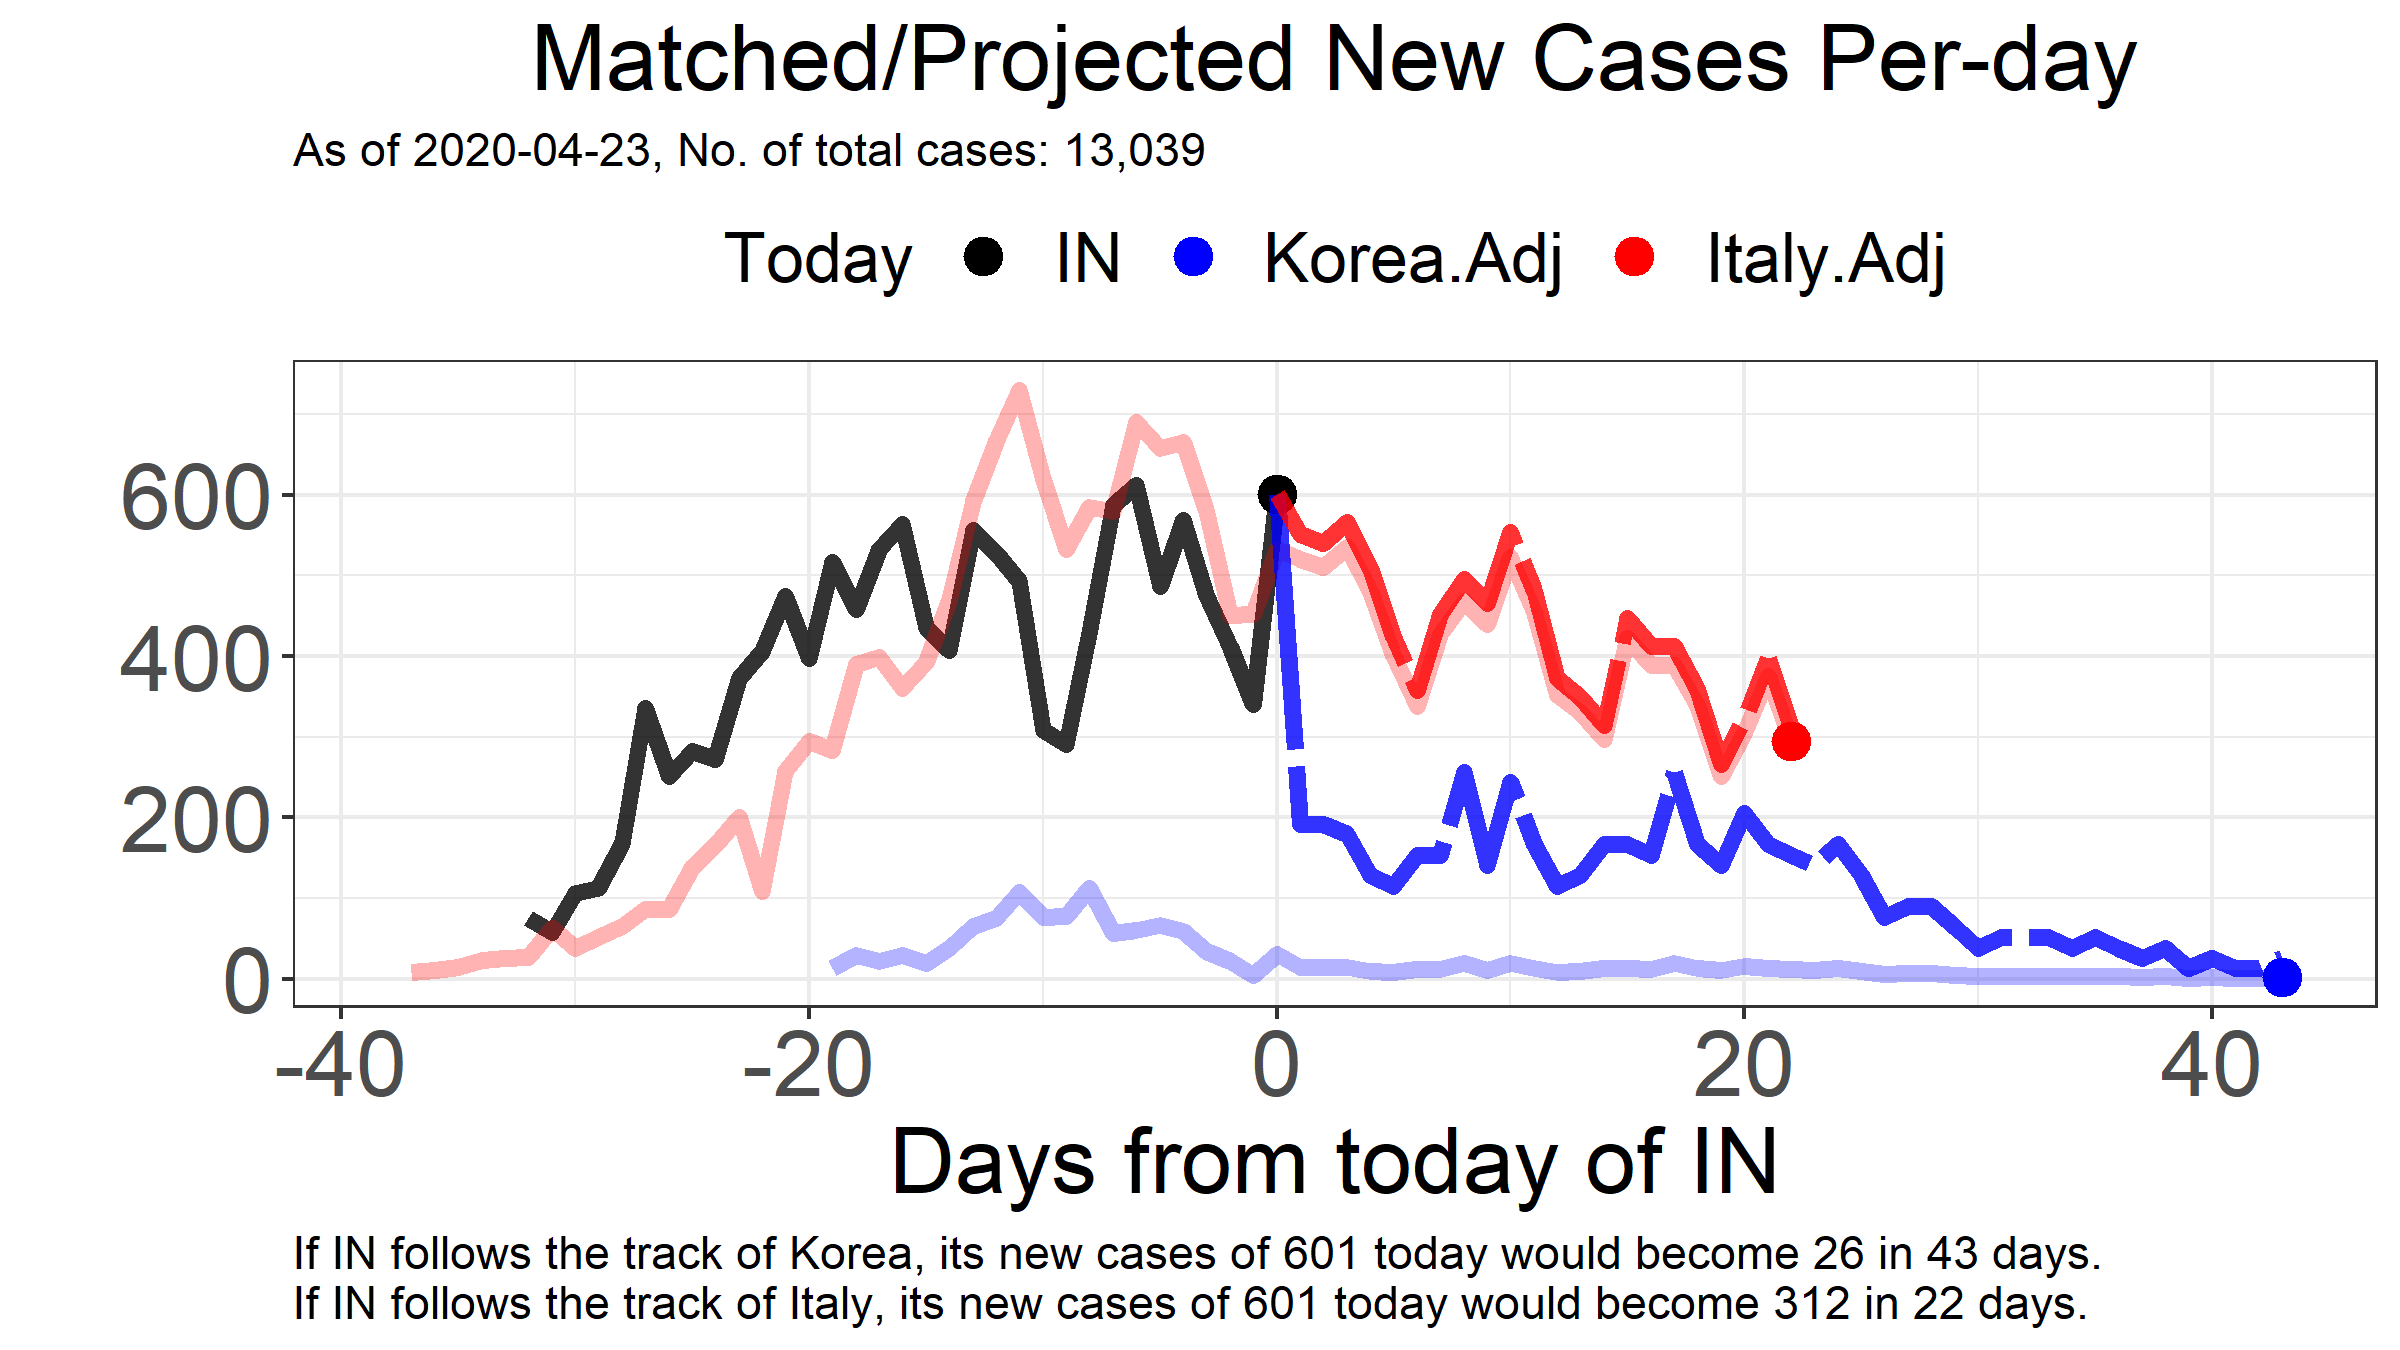 Matched/Projected New Cases Per-day
As of 2020-04-23, No. of total cases: 13,039
Today IN Korea.Adj Italy.Adj
600
400
200
0
-40 -20 0 20 40
Days from today of IN
If IN follows the track of Korea, its new cases of 601 today would become 26 in 43 days.
If IN follows the track of Italy, its new cases of 601 today would become 312 in 22 days.